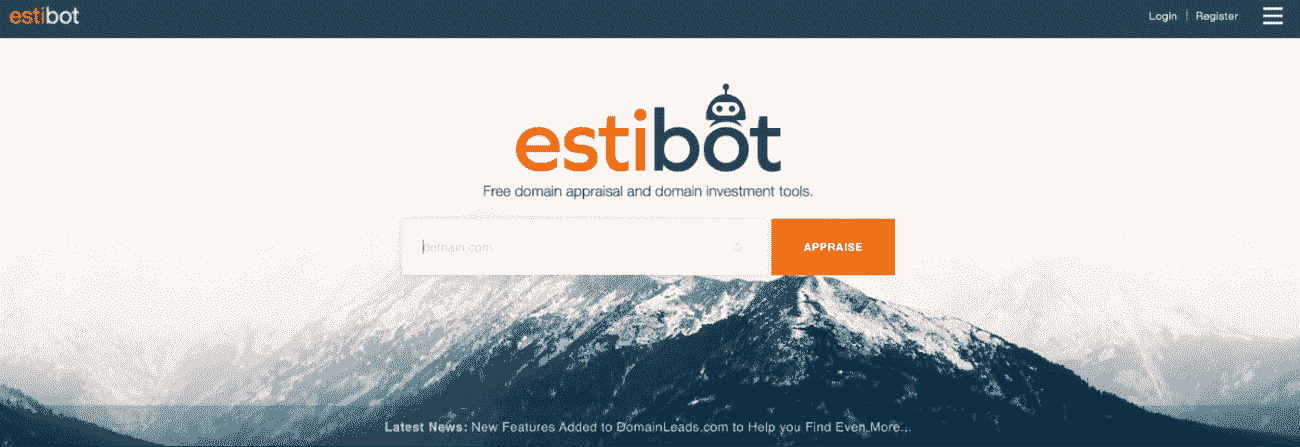 estibot
Login | Register
estibot
Free domain appraisal and domain investment tools.
domain.com
APPRAISE
Latest News: New Features Added to DomainLeads.com to Help you Find Even More...